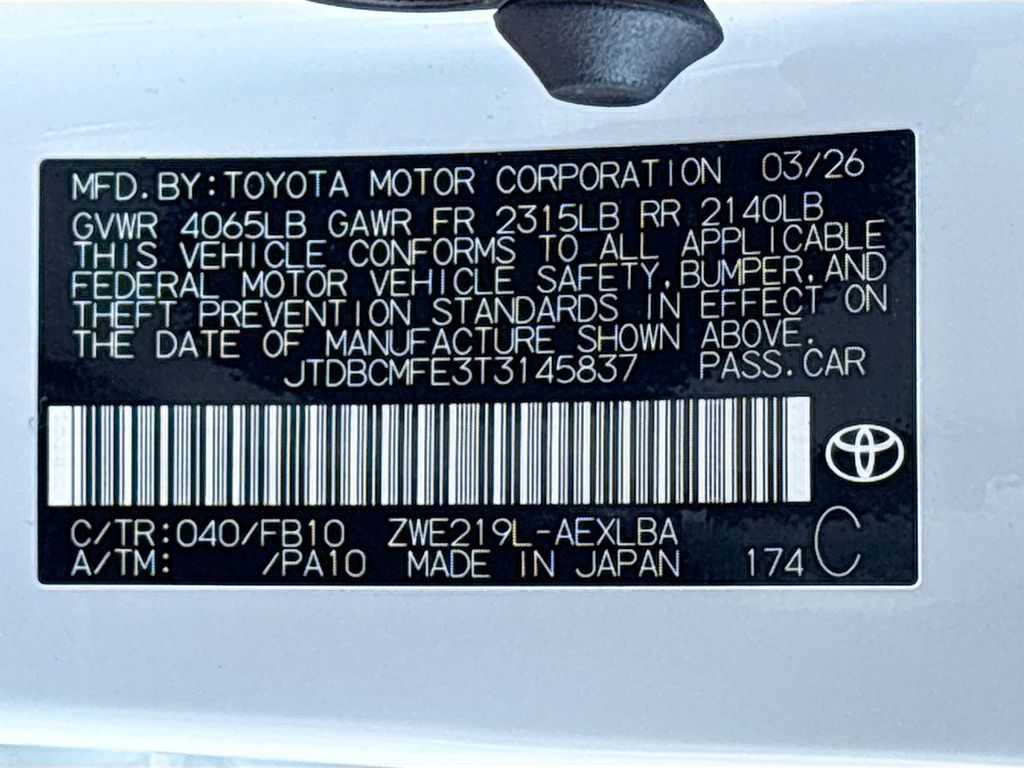 MFD.BY:TOYOTA MOTOR CORPORATION 03/26
GVWR 4065LB GAWR FR 2315LB RR 2140LB
THIS VEHICLE CONFORMS TO ALL APPLICABLE
FEDERAL MOTOR VEHICLE SAFETY,BUMPER,AND
THEFT PREVENTION STANDARDS IN EFFECT ON
THE DATE OF MANUFACTURE SHOWN ABOVE.
JTDBCMFE3T3145837 PASS.CAR
C/TR:040/FB10 ZWE219L-AEXLBA
A/TM: /PA10 MADE IN JAPAN 174 C